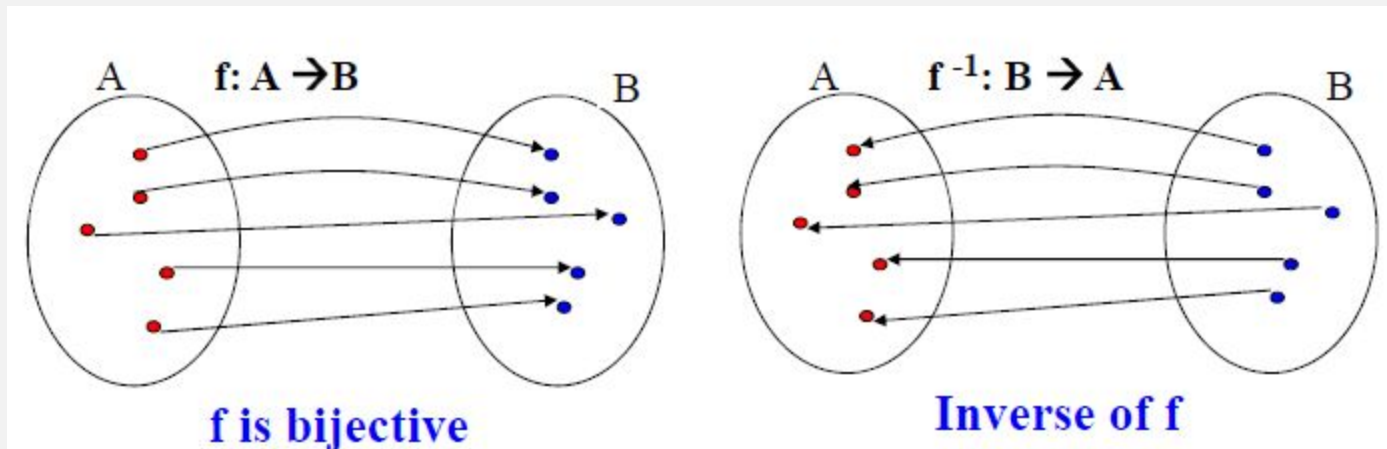 A
f: A → B
B
f is bijective
A
f -1: B → A
B
Inverse of f